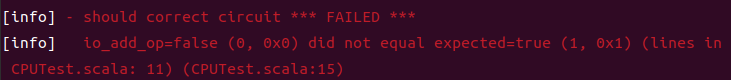 [info] - should correct circuit *** FAILED ***
[info]   io_add_op=false (0, 0x0) did not equal expected=true (1, 0x1) (lines in
 CPUTest.scala: 11) (CPUTest.scala:15)